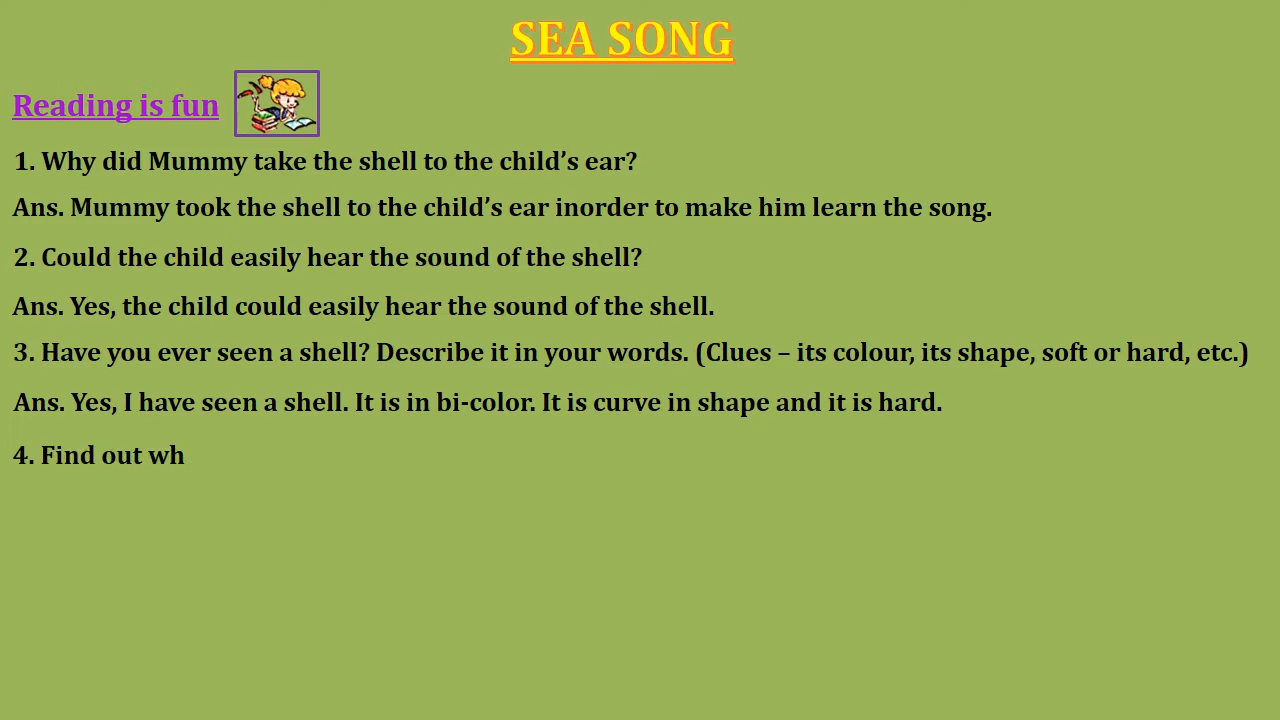 SEA SONG
Reading is fun
1. Why did Mummy take the shell to the child’s ear?
Ans. Mummy took the shell to the child’s ear inorder to make him learn the song.
2. Could the child easily hear the sound of the shell?
Ans. Yes, the child could easily hear the sound of the shell.
3. Have you ever seen a shell? Describe it in your words. (Clues – its colour, its shape, soft or hard, etc.)
Ans. Yes, I have seen a shell. It is in bi-color. It is curve in shape and it is hard.
4. Find out wh